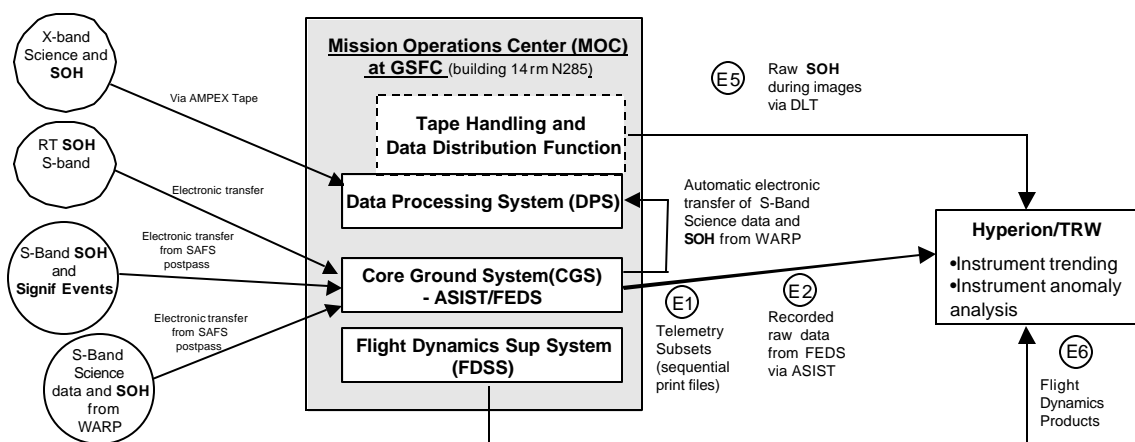 X-band
Science and
SOH
Via AMPEX Tape
RT SOH
S-band
Electronic transfer
S-Band SOH
and
Signif Events
Electronic transfer
from SAFS
postpass
S-Band
Science
data and SOH
from
WARP
Electronic transfer
from SAFS
postpass
Mission Operations Center (MOC)
at GSFC (building 14 rm N285)
Tape Handling and
Data Distribution Function
Data Processing System (DPS)
Core Ground System(CGS)
- ASIST/FEDS
Flight Dynamics Sup System
(FDSS)
E5
Raw SOH
during images
via DLT
Automatic electronic
transfer of S-Band
Science data and
SOH from WARP
E1
Telemetry
Subsets
(sequential
print files)
E2
Recorded
raw data
from FEDS
via ASIST
Hyperion/TRW
•Instrument trending
•Instrument anomaly
analysis
E6
Flight
Dynamics
Products